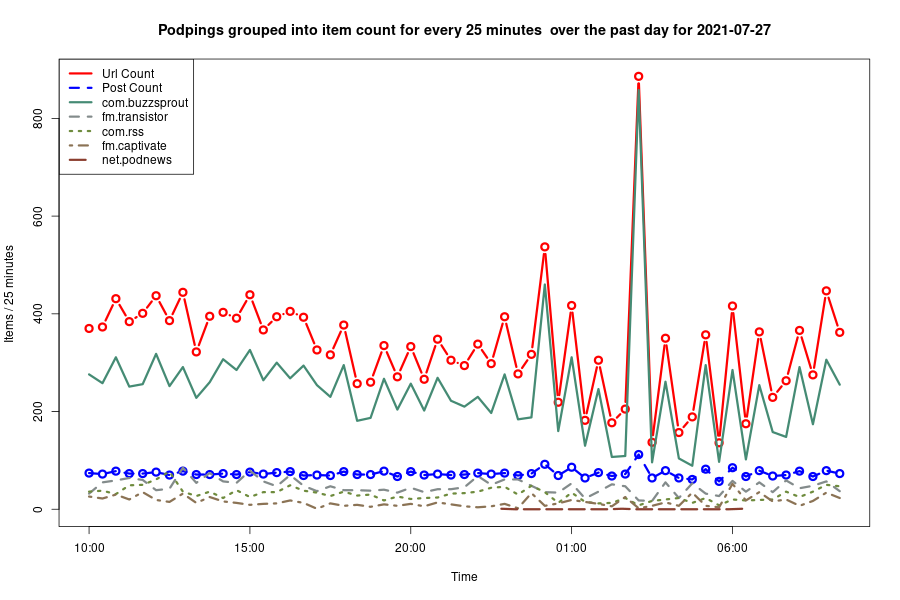 Podpings grouped into item count for every 25 minutes  over the past day for 2021-07-27
Url Count
Post Count
com.buzzsprout
fm.transistor
com.rss
fm.captivate
net.podnews
Items / 25 minutes
800
600
400
200
0
10:00 15:00 20:00 01:00 06:00
Time